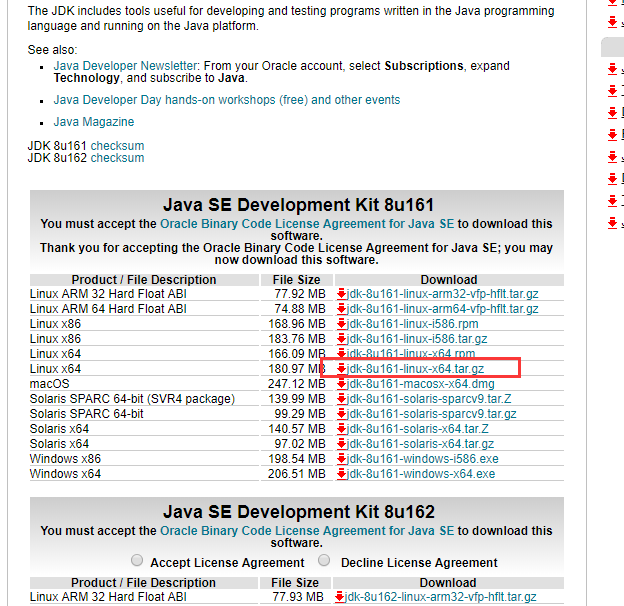 The JDK includes tools useful for developing and testing programs written in the Java programming
language and running on the Java platform.
See also:
Java Developer Newsletter: From your Oracle account, select Subscriptions, expand
Technology, and subscribe to Java.
Java Developer Day hands-on workshops (free) and other events
Java Magazine
JDK 8u161 checksum
JDK 8u162 checksum
Java SE Development Kit 8u161
You must accept the Oracle Binary Code License Agreement for Java SE to download this
software.
Thank you for accepting the Oracle Binary Code License Agreement for Java SE; you may
now download this software.
Product / File Description File Size Download
Linux ARM 32 Hard Float ABI 77.92 MB jdk-8u161-linux-arm32-vfp-hflt.tar.gz
Linux ARM 64 Hard Float ABI 74.88 MB jdk-8u161-linux-arm64-vfp-hflt.tar.gz
Linux x86 168.96 MB jdk-8u161-linux-i586.rpm
Linux x86 183.76 MB jdk-8u161-linux-i586.tar.gz
Linux x64 166.09 MB jdk-8u161-linux-x64.rpm
Linux x64 180.97 MB jdk-8u161-linux-x64.tar.gz
macOS 247.12 MB jdk-8u161-macosx-x64.dmg
Solaris SPARC 64-bit (SVR4 package) 139.99 MB jdk-8u161-solaris-sparcv9.tar.Z
Solaris SPARC 64-bit 99.29 MB jdk-8u161-solaris-sparcv9.tar.gz
Solaris x64 140.57 MB jdk-8u161-solaris-x64.tar.Z
Solaris x64 97.02 MB jdk-8u161-solaris-x64.tar.gz
Windows x86 198.54 MB jdk-8u161-windows-i586.exe
Windows x64 206.51 MB jdk-8u161-windows-x64.exe
Java SE Development Kit 8u162
You must accept the Oracle Binary Code License Agreement for Java SE to download this
software.
Accept License Agreement Decline License Agreement
Product / File Description File Size Download
Linux ARM 32 Hard Float ABI 77.93 MB jdk-8u162-linux-arm32-vfp-hflt.tar.gz